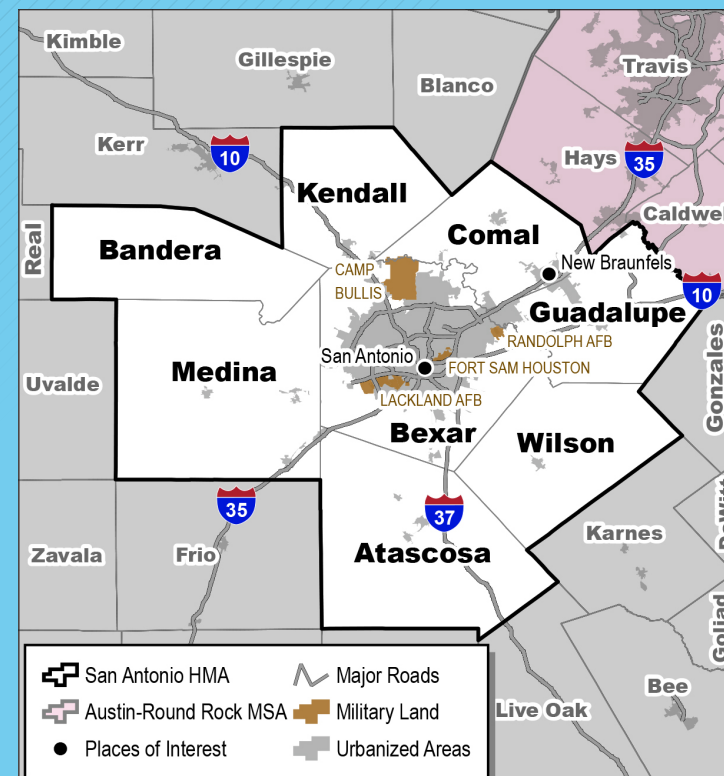 Kimble
Gillespie
Travis
Blanco
Kerr
10
Hays
35
Kendall
Caldwel
Real
Bandera
Comal
CAMP
BULLIS
New Braunfels
10
Guadalupe
RANDOLPH AFB
San Antonio
FORT SAM HOUSTON
Uvalde
Medina
LACKLAND AFB
Gonzales
Bexar
Wilson
35
37
Karnes
DeWitt
Zavala
Frio
Atascosa
Goliad
Bee
Live Oak
San Antonio HMA
Major Roads
Austin-Round Rock MSA
Military Land
Places of Interest
Urbanized Areas